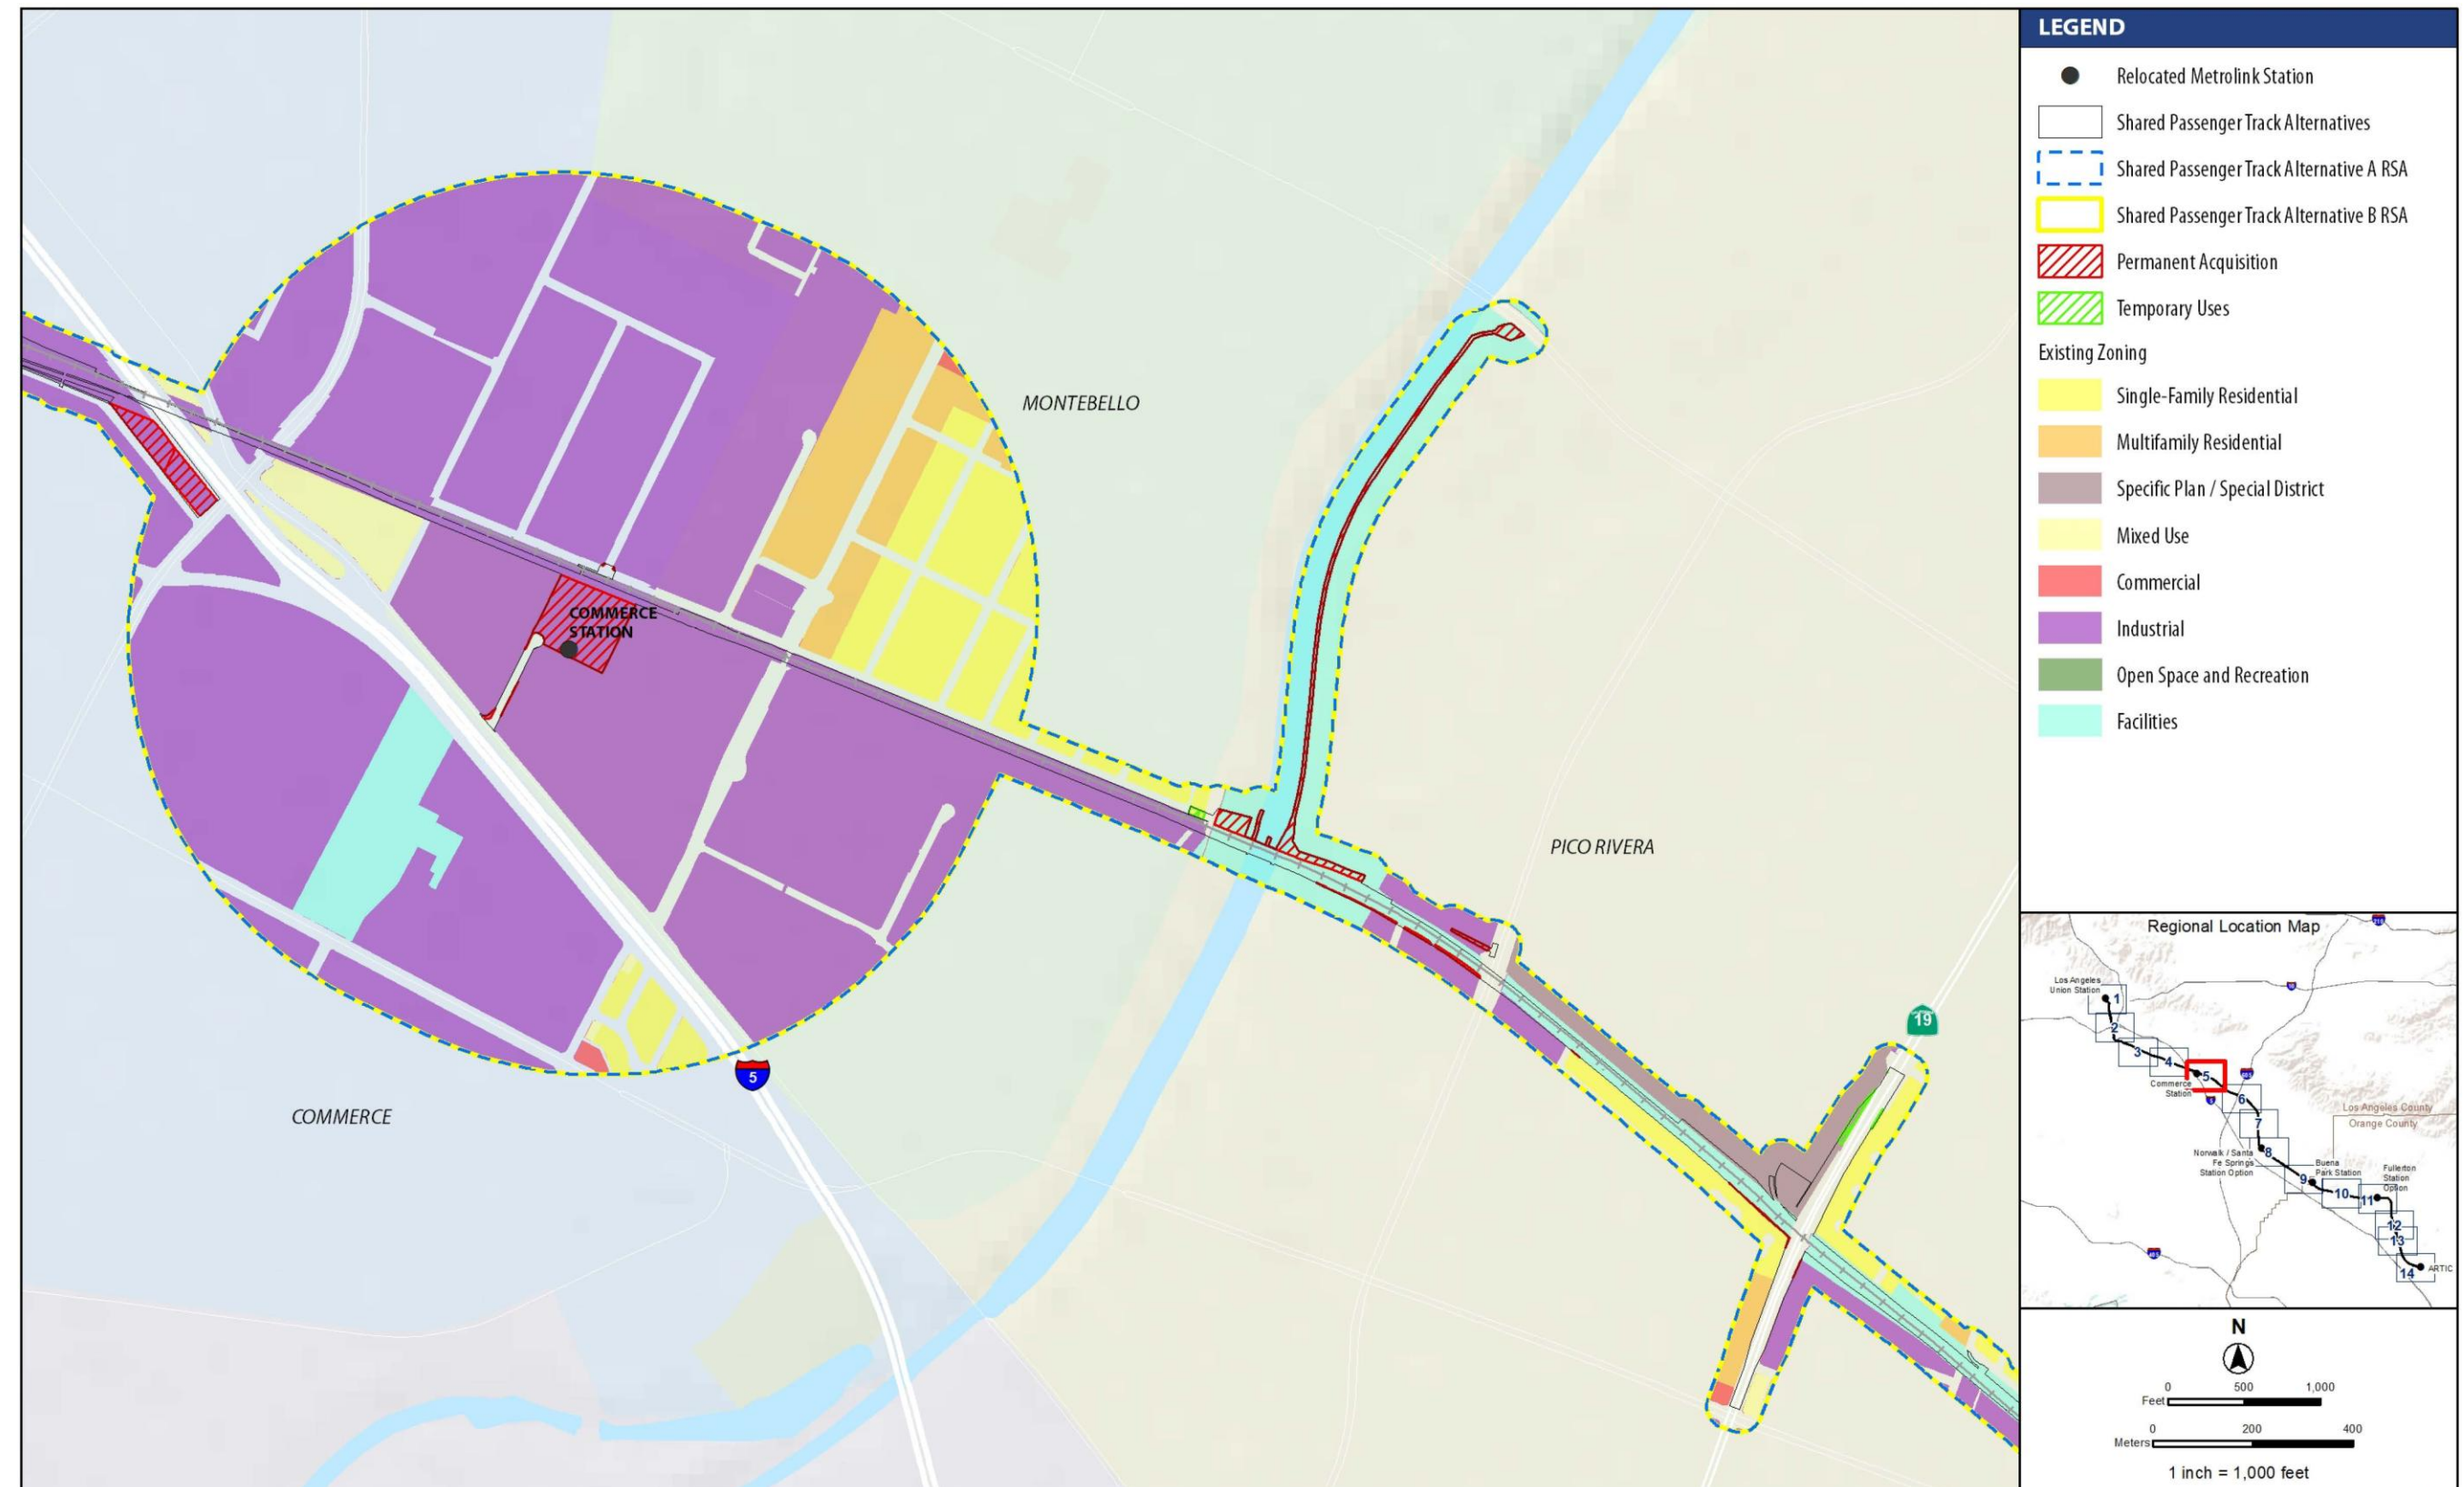 MONTEBELLO
COMMERCE
STATION
PICO RIVERA
19
5
COMMERCE
LEGEND
Relocated Metrolink Station
Shared Passenger Track Alternatives
Shared Passenger Track Alternative A RSA
Shared Passenger Track Alternative B RSA
Permanent Acquisition
Temporary Uses
Existing Zoning
Single-Family Residential
Multifamily Residential
Specific Plan / Special District
Mixed Use
Commercial
Industrial
Open Space and Recreation
Facilities
Regional Location Map
Los Angeles
Union Station
1
2
3
4
5
Commerce
Station
6
Los Angeles County
Orange County
7
8
Norwalk / Santa
Fe Springs
Station Option
9
Buena
Park Station
Fullerton
Station
Option
10
11
12
13
14
ARTIC
N
0 500 1,000
Feet
0 200 400
Meters
1 inch = 1,000 feet